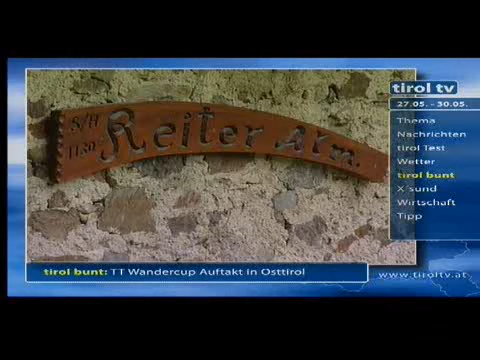 tirol tv
27.05. - 30.05.
Thema
Nachrichten
tirol Test
Wetter
tirol bunt
X´sund
Wirtschaft
Tipp
S/H
1180
Reiter Alm.
tirol bunt: TT Wandercup Auftakt in Osttirol
www.tiroltv.at